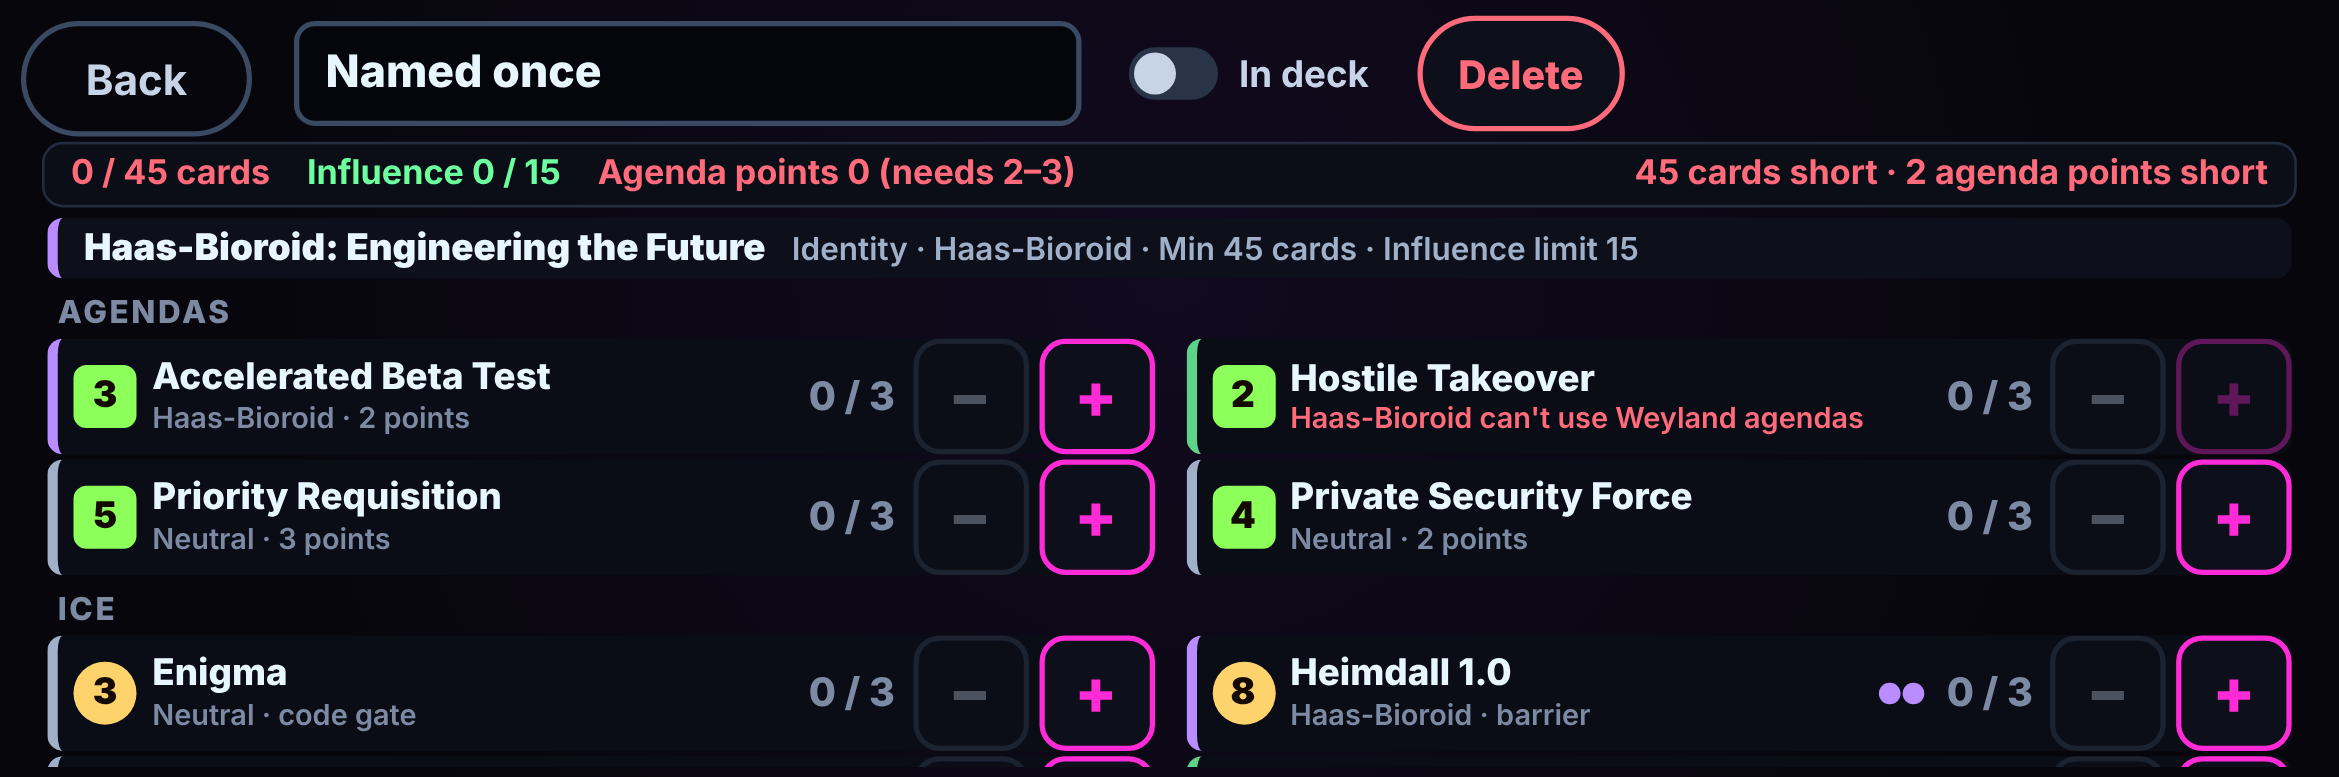 Back
Named once
In deck
Delete
0 / 45 cards Influence 0 / 15 Agenda points 0 (needs 2–3) 45 cards short · 2 agenda points short
Haas-Bioroid: Engineering the Future Identity · Haas-Bioroid · Min 45 cards · Influence limit 15
AGENDAS
3 Accelerated Beta Test
Haas-Bioroid · 2 points
0 / 3 − +
2 Hostile Takeover
Haas-Bioroid can't use Weyland agendas
0 / 3 − +
5 Priority Requisition
Neutral · 3 points
0 / 3 − +
4 Private Security Force
Neutral · 2 points
0 / 3 − +
ICE
3 Enigma
Neutral · code gate
0 / 3 − +
8 Heimdall 1.0
Haas-Bioroid · barrier
0 / 3 − +